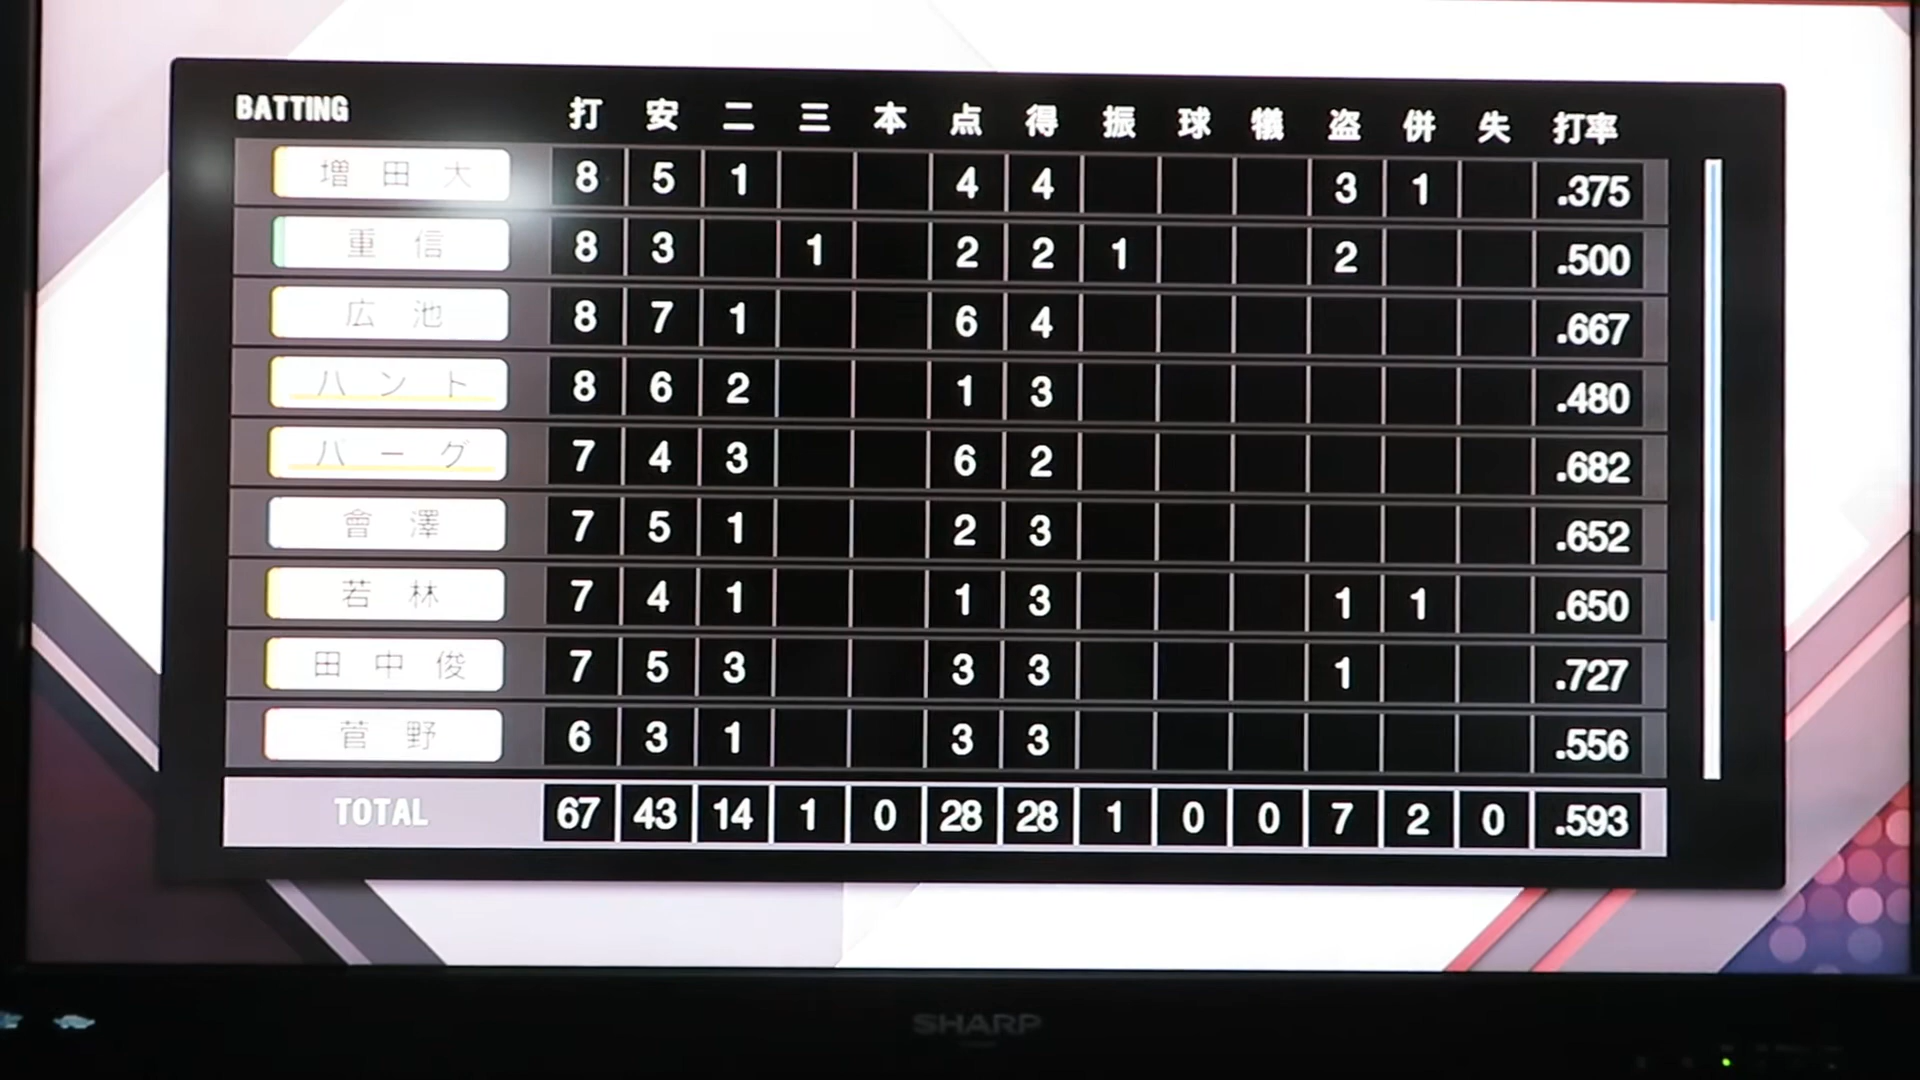 BATTING 打 安 二 三 本 点 得 振 球 犠 盗 併 失 打率
増田大 8 5 1 4 4 3 1 .375
重信 8 3 1 2 2 1 2 .500
広池 8 7 1 6 4 .667
ハント 8 6 2 1 3 .480
バーグ 7 4 3 6 2 .682
會澤 7 5 1 2 3 .652
若林 7 4 1 1 3 1 1 .650
田中俊 7 5 3 3 3 1 .727
菅野 6 3 1 3 3 .556
TOTAL 67 43 14 1 0 28 28 1 0 0 7 2 0 .593
SHARP